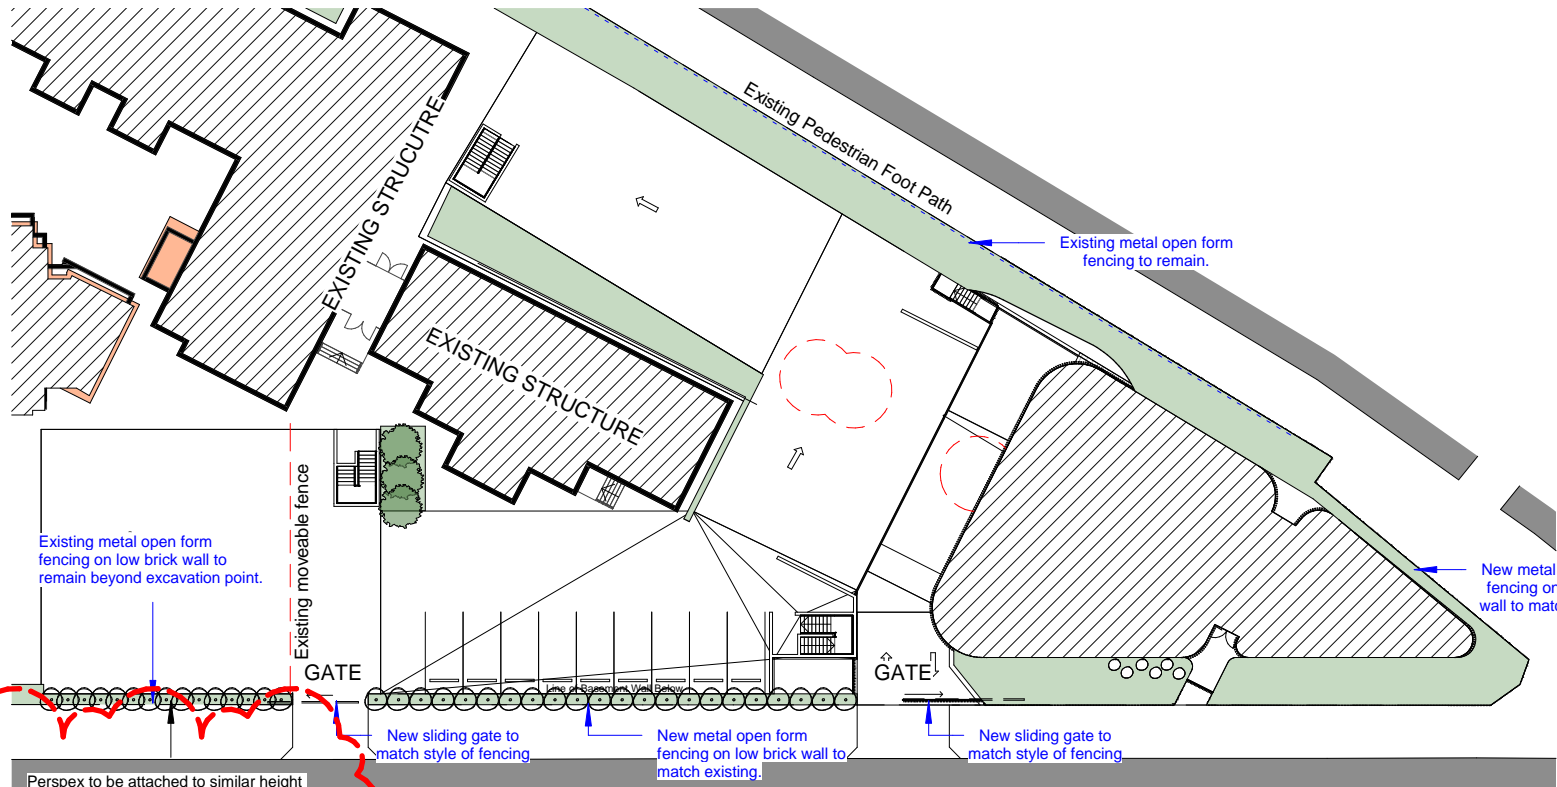 Existing Pedestrian Foot Path
EXISTING STRUCUTRE
Existing metal open form
fencing to remain.
EXISTING STRUCTURE
Existing moveable fence
Existing metal open form
fencing on low brick wall to
remain beyond excavation point.
New metal
fencing on
wall to matc
GATE
GATE
Line of Basement Wall Below
New sliding gate to
match style of fencing
New metal open form
fencing on low brick wall to
match existing.
New sliding gate to
match style of fencing
Perspex to be attached to similar height